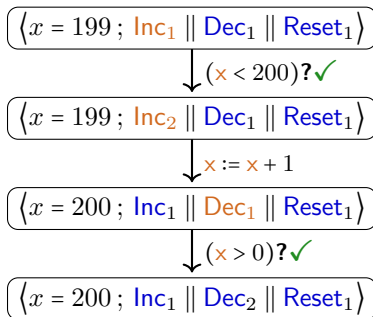 ⟨x = 199 ; Inc₁ || Dec₁ || Reset₁⟩
(x < 200)?✓
⟨x = 199 ; Inc₂ || Dec₁ || Reset₁⟩
x := x + 1
⟨x = 200 ; Inc₁ || Dec₁ || Reset₁⟩
(x > 0)?✓
⟨x = 200 ; Inc₁ || Dec₂ || Reset₁⟩